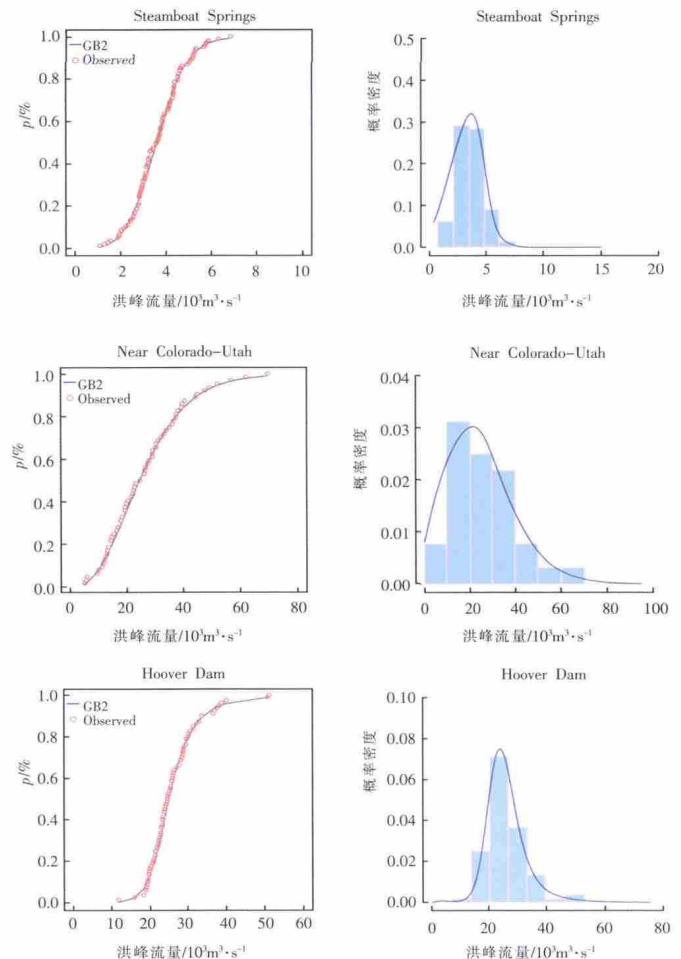 Steamboat Springs
1.0
0.8
0.6
0.4
0.2
0.0
p/%
GB2
Observed
0 2 4 6 8 10
洪峰流量/10³m³·s⁻¹
Steamboat Springs
0.5
0.4
0.3
0.2
0.1
0.0
概率密度
0 5 10 15 20
洪峰流量/10³m³·s⁻¹
Near Colorado-Utah
1.0
0.8
0.6
0.4
0.2
0.0
p/%
GB2
Observed
0 20 40 60 80
洪峰流量/10³m³·s⁻¹
Near Colorado-Utah
0.04
0.03
0.02
0.01
0.00
概率密度
0 20 40 60 80 100
洪峰流量/10³m³·s⁻¹
Hoover Dam
1.0
0.8
0.6
0.4
0.2
0.0
p/%
GB2
Observed
0 10 20 30 40 50 60
洪峰流量/10³m³·s⁻¹
Hoover Dam
0.10
0.08
0.06
0.04
0.02
0.00
概率密度
0 20 40 60 80
洪峰流量/10³m³·s⁻¹